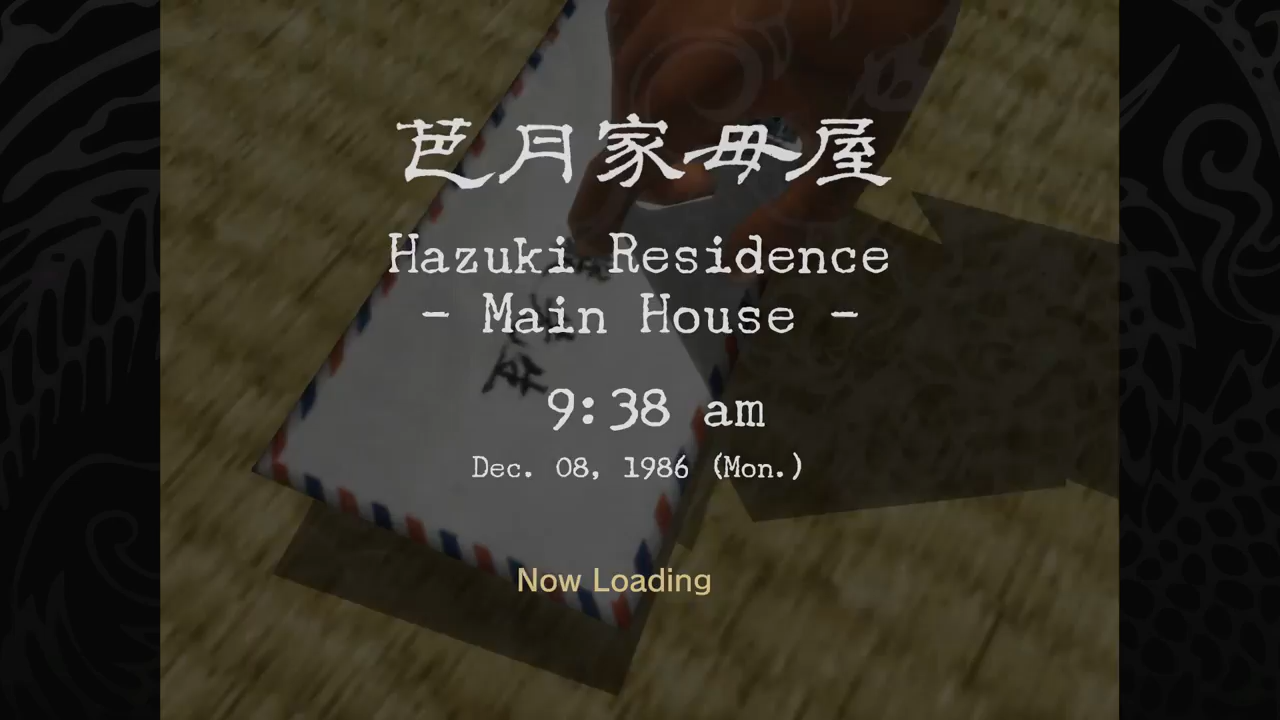 芭月家母屋
Hazuki Residence
- Main House -
9:38 am
Dec. 08, 1986 (Mon.)
Now Loading